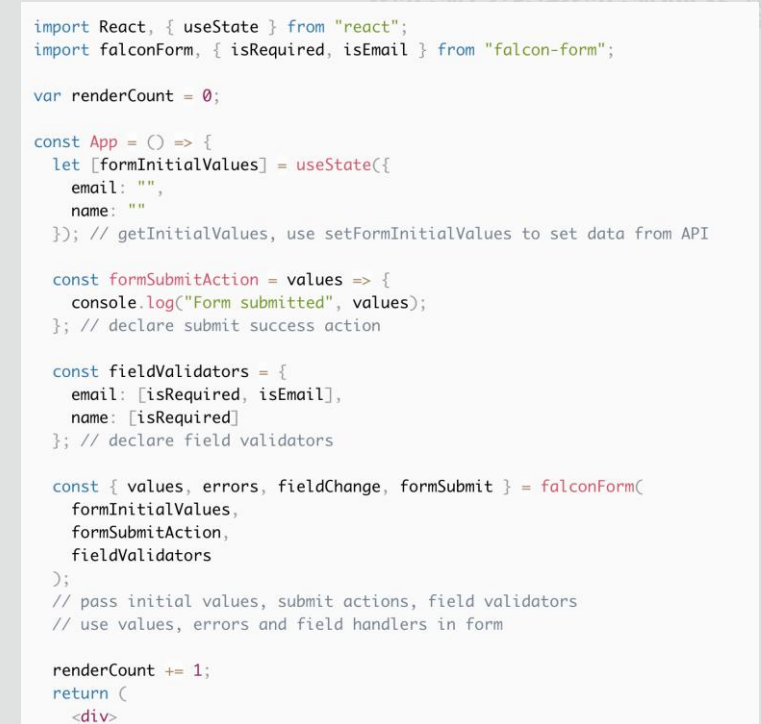 import React, { useState } from "react";
import falconForm, { isRequired, isEmail } from "falcon-form";

var renderCount = 0;

const App = () => {
  let [formInitialValues] = useState({
    email: "",
    name: ""
  }); // getInitialValues, use setFormInitialValues to set data from API

  const formSubmitAction = values => {
    console.log("Form submitted", values);
  }; // declare submit success action

  const fieldValidators = {
    email: [isRequired, isEmail],
    name: [isRequired]
  }; // declare field validators

  const { values, errors, fieldChange, formSubmit } = falconForm(
    formInitialValues,
    formSubmitAction,
    fieldValidators
  );
  // pass initial values, submit actions, field validators
  // use values, errors and field handlers in form

  renderCount += 1;
  return (
    <div>